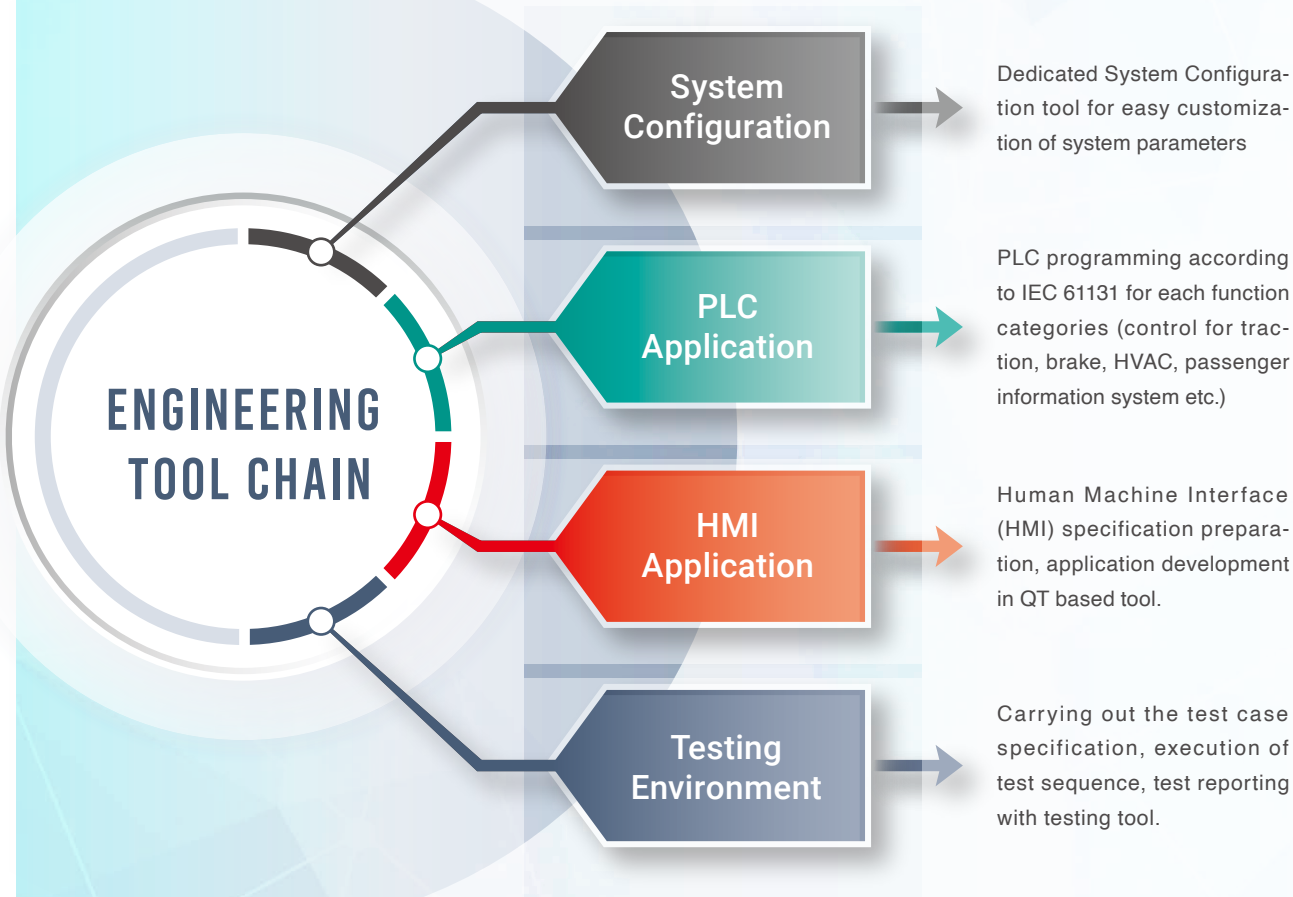 ENGINEERING
TOOL CHAIN
System
Configuration
Dedicated System Configura-
tion tool for easy customiza-
tion of system parameters
PLC
Application
PLC programming according
to IEC 61131 for each function
categories (control for trac-
tion, brake, HVAC, passenger
information system etc.)
HMI
Application
Human Machine Interface
(HMI) specification prepara-
tion, application development
in QT based tool.
Testing
Environment
Carrying out the test case
specification, execution of
test sequence, test reporting
with testing tool.